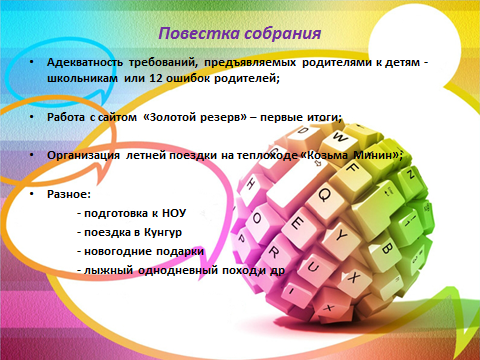 Повестка собрания
• Адекватность требований, предъявляемых родителями к детям -
школьникам или 12 ошибок родителей;
• Работа с сайтом «Золотой резерв» – первые итоги;
• Организация летней поездки на теплоходе «Козьма Минин»;
• Разное:
- подготовка к НОУ
- поездка в Кунгур
- новогодние подарки
- лыжный однодневный поход и др